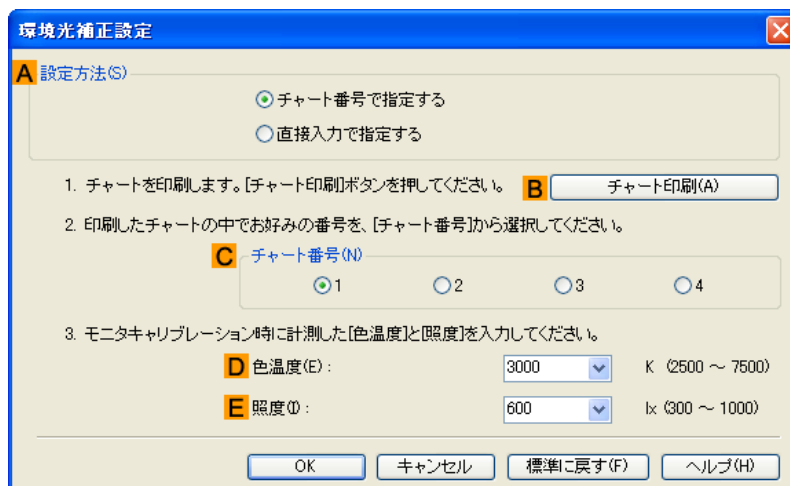 環境光補正設定
A 設定方法(S)
チャート番号で指定する
直接入力で指定する
1. チャートを印刷します。[チャート印刷]ボタンを押してください。 B チャート印刷(A)
2. 印刷したチャートの中でお好みの番号を、[チャート番号]から選択してください。
C チャート番号(N)
1 2 3 4
3. モニタキャリブレーション時に計測した[色温度]と[照度]を入力してください。
D 色温度(E) : 3000 K (2500 ～ 7500)
E 照度(I) : 600 lx (300 ～ 1000)
OK キャンセル 標準に戻す(F) ヘルプ(H)